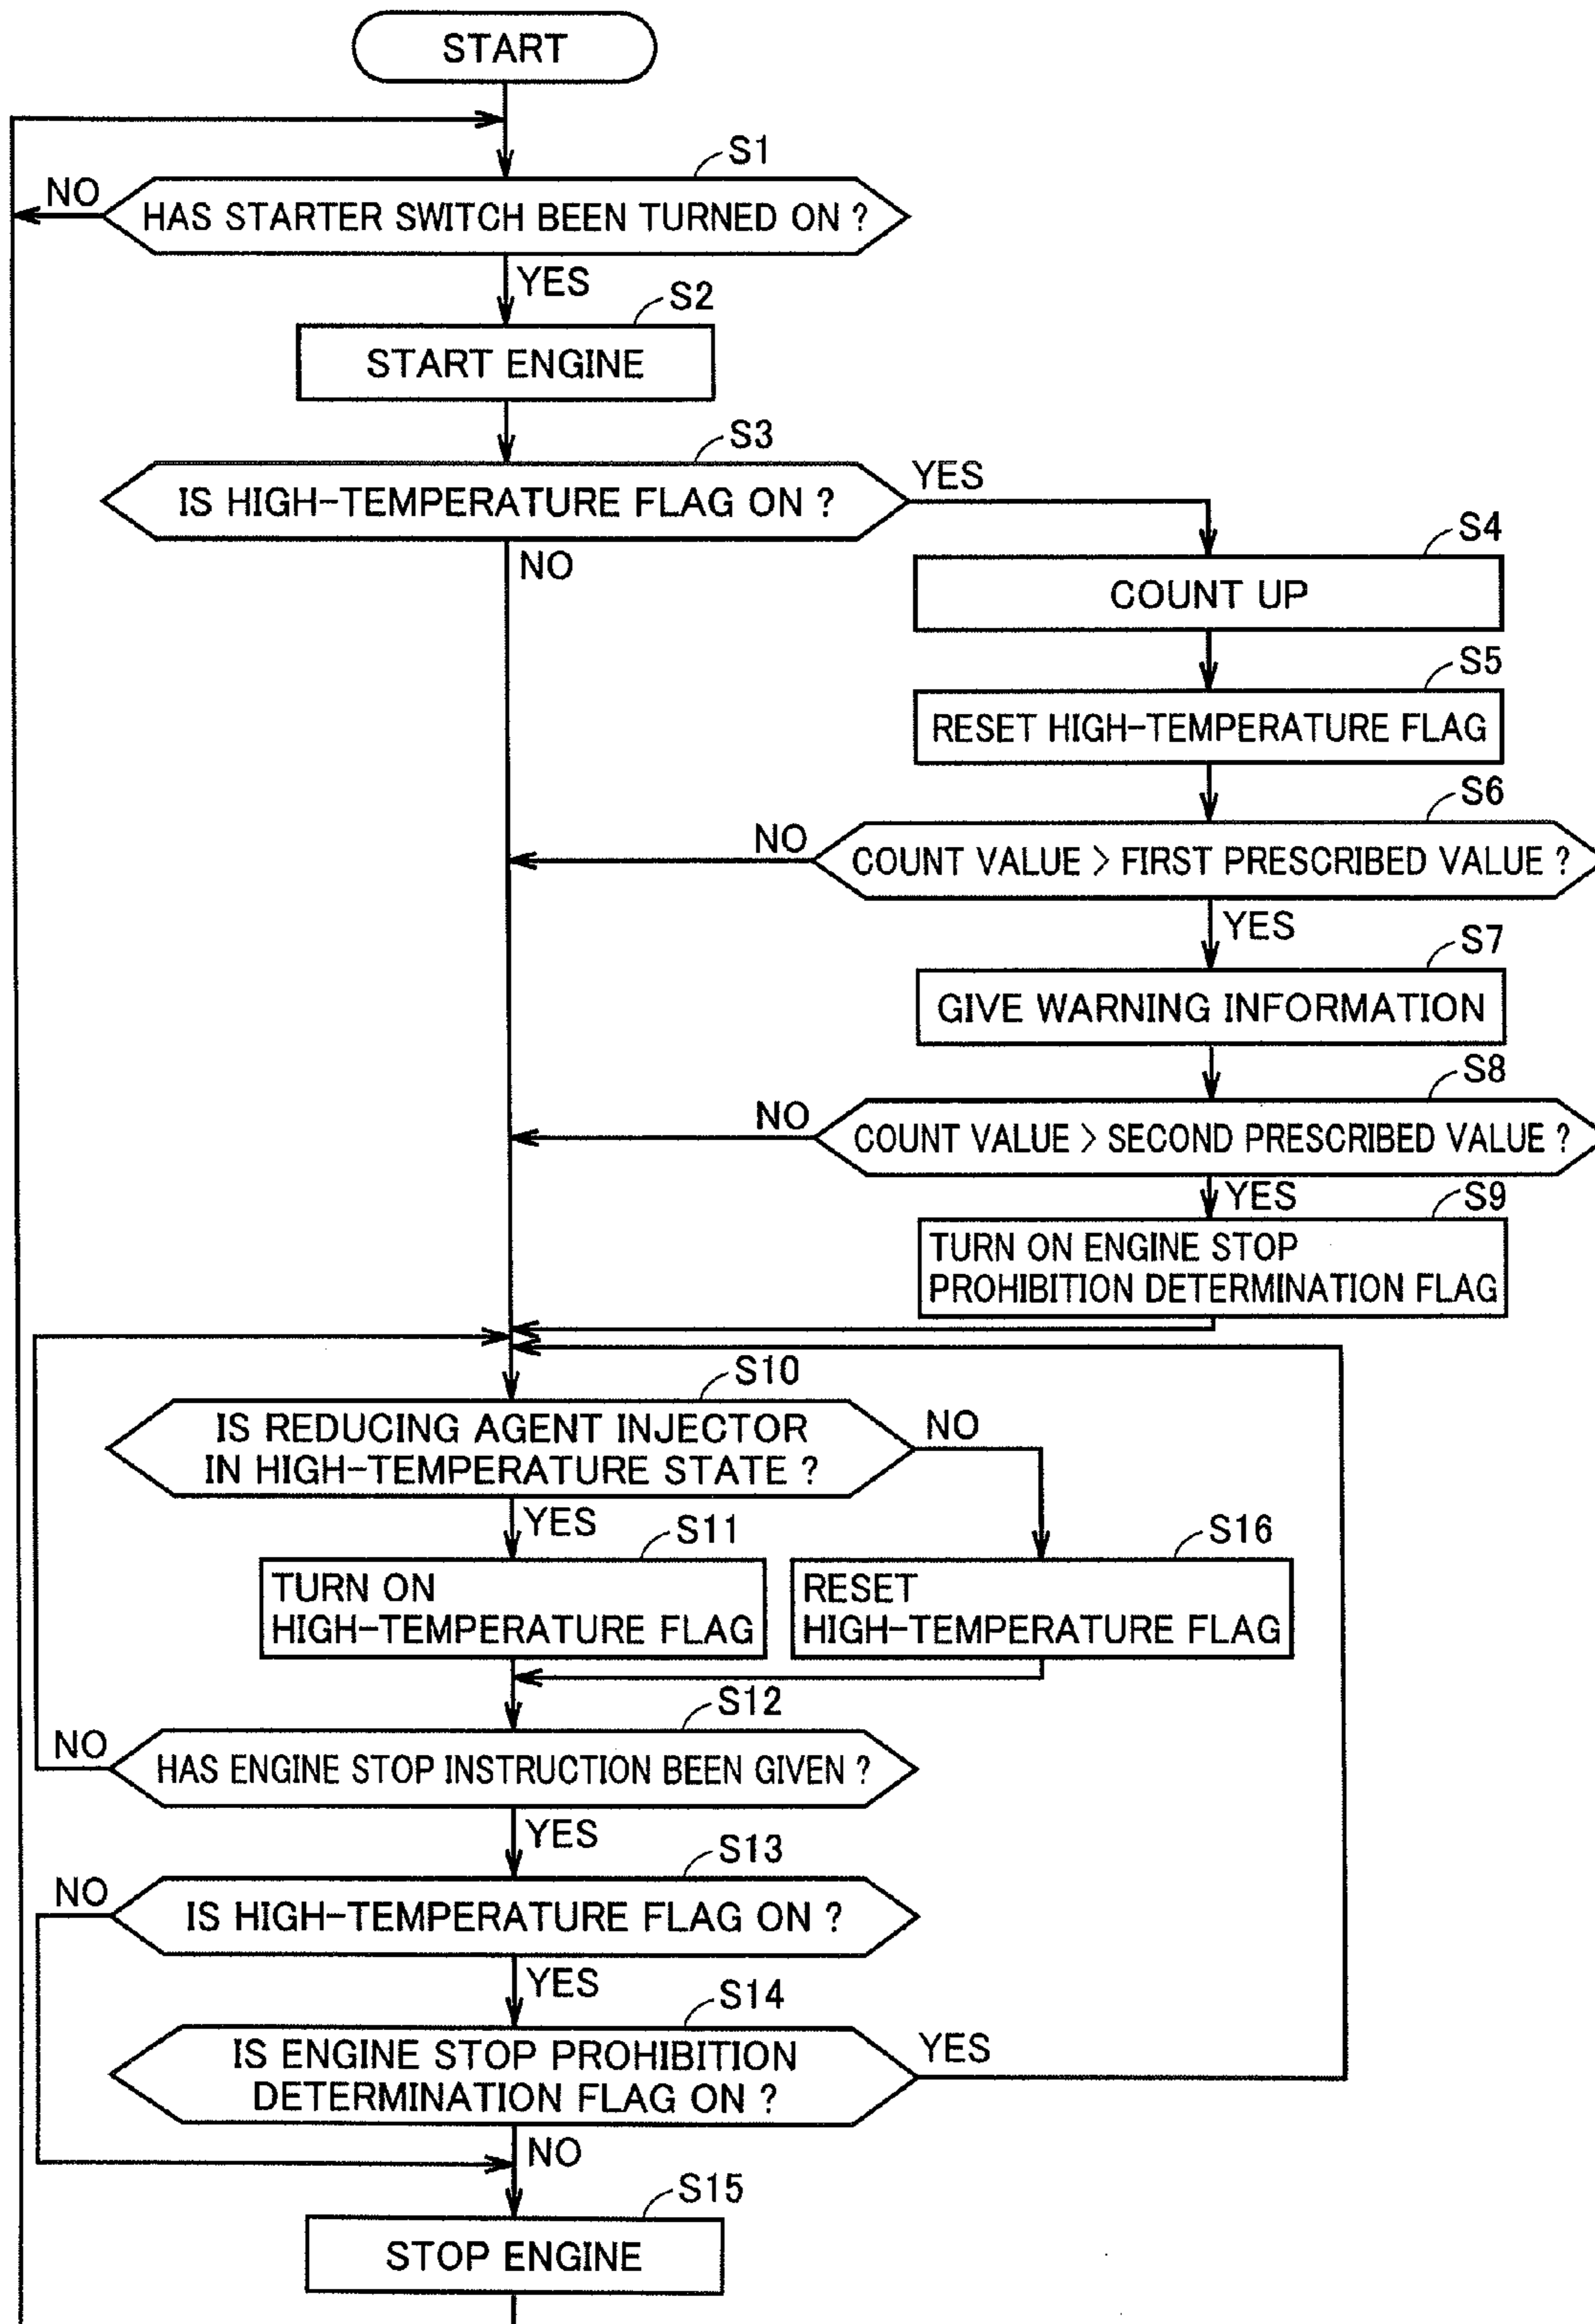 START
S1
NO
HAS STARTER SWITCH BEEN TURNED ON ?
YES
S2
START ENGINE
S3
IS HIGH-TEMPERATURE FLAG ON ?
YES
NO
S4
COUNT UP
S5
RESET HIGH-TEMPERATURE FLAG
S6
NO
COUNT VALUE > FIRST PRESCRIBED VALUE ?
YES
S7
GIVE WARNING INFORMATION
S8
NO
COUNT VALUE > SECOND PRESCRIBED VALUE ?
YES
S9
TURN ON ENGINE STOP
PROHIBITION DETERMINATION FLAG
S10
IS REDUCING AGENT INJECTOR
IN HIGH-TEMPERATURE STATE ?
NO
YES
S11
TURN ON
HIGH-TEMPERATURE FLAG
S16
RESET
HIGH-TEMPERATURE FLAG
S12
NO
HAS ENGINE STOP INSTRUCTION BEEN GIVEN ?
YES
S13
NO
IS HIGH-TEMPERATURE FLAG ON ?
YES
S14
IS ENGINE STOP PROHIBITION
DETERMINATION FLAG ON ?
YES
NO
S15
STOP ENGINE